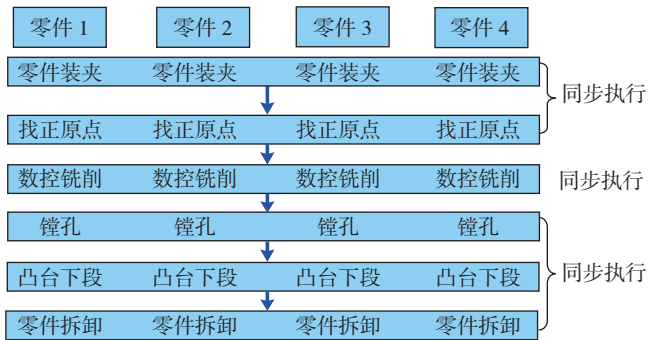 零件 1 零件 2 零件 3 零件 4
零件装夹 零件装夹 零件装夹 零件装夹
同步执行
找正原点 找正原点 找正原点 找正原点
数控铣削 数控铣削 数控铣削 数控铣削 同步执行
镗孔 镗孔 镗孔 镗孔
凸台下段 凸台下段 凸台下段 凸台下段 同步执行
零件拆卸 零件拆卸 零件拆卸 零件拆卸